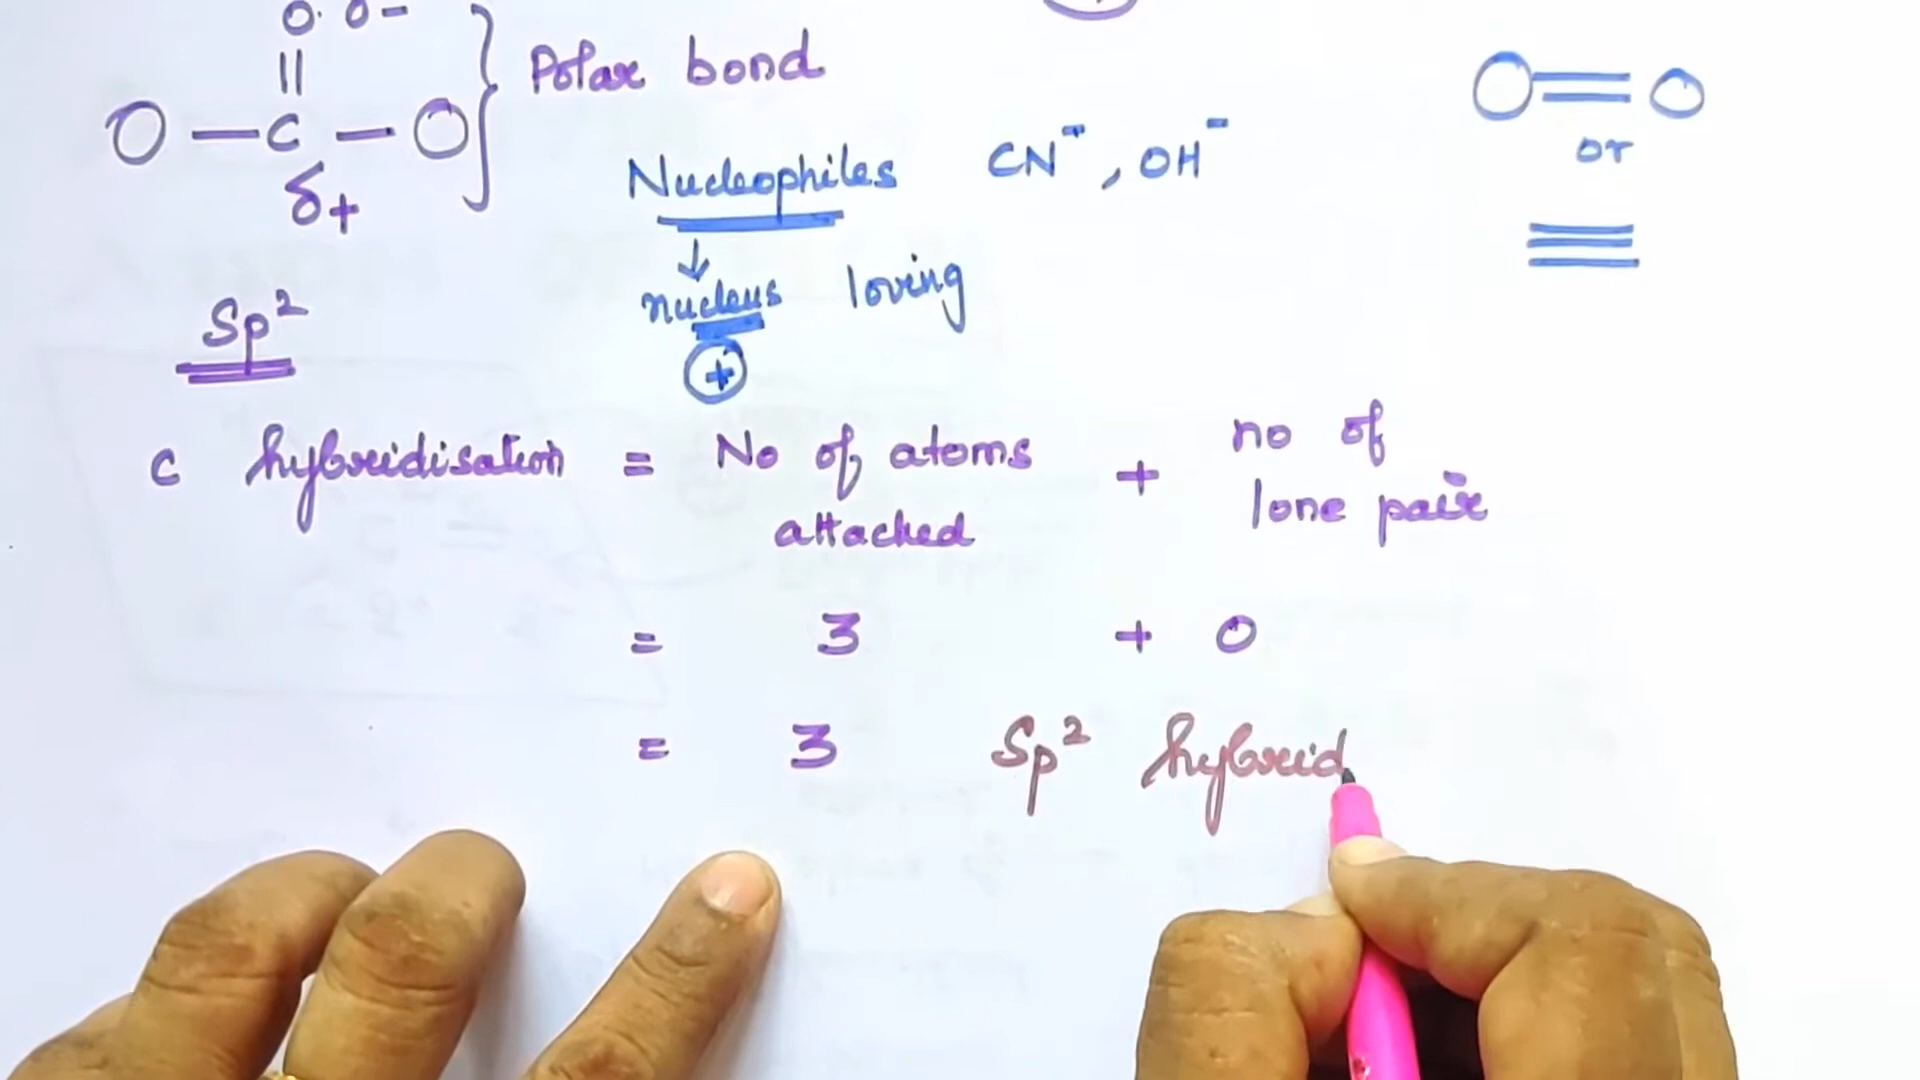 O δ-
||
O — C — O } Polar bond
δ+
O = O
or
≡
Nucleophiles CN⁻, OH⁻
↓
nucleus loving
+
Sp²
C hybridisation = No of atoms attached + no of lone pair
= 3 + 0
= 3 Sp² hybrid